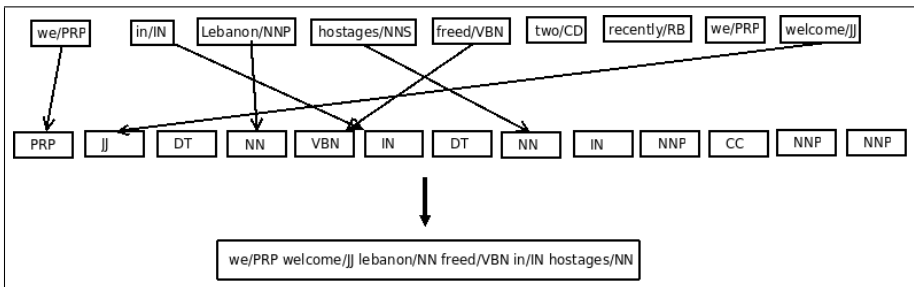 we/PRP in/IN Lebanon/NNP hostages/NNS freed/VBN two/CD recently/RB we/PRP welcome/JJ
PRP JJ DT NN VBN IN DT NN IN NNP CC NNP NNP
we/PRP welcome/JJ lebanon/NN freed/VBN in/IN hostages/NN